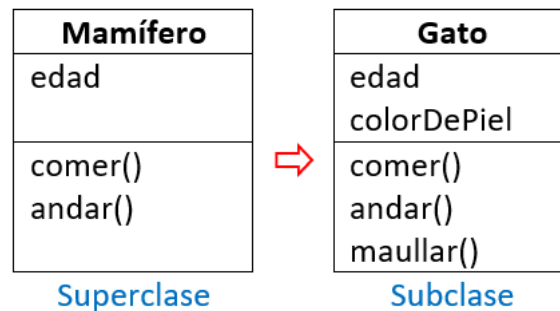 Mamífero
edad
comer()
andar()
Superclase
Gato
edad
colorDePiel
comer()
andar()
maullar()
Subclase